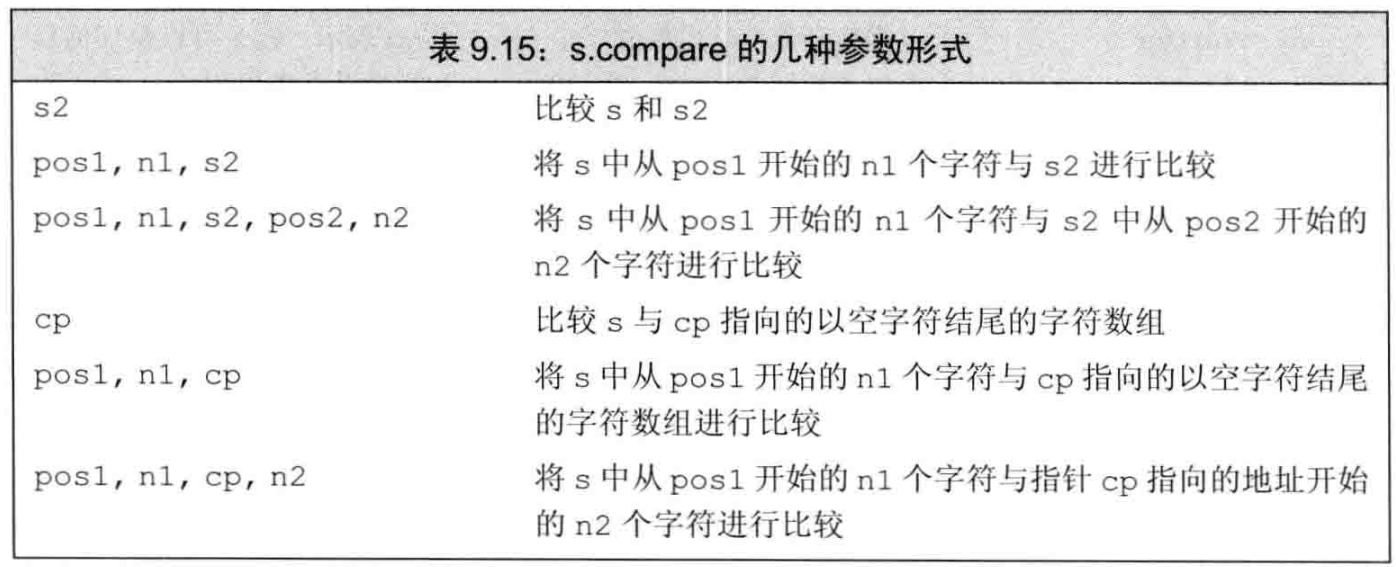 表 9.15：s.compare 的几种参数形式
s2 比较 s 和 s2
pos1, n1, s2 将 s 中从 pos1 开始的 n1 个字符与 s2 进行比较
pos1, n1, s2, pos2, n2 将 s 中从 pos1 开始的 n1 个字符与 s2 中从 pos2 开始的
n2 个字符进行比较
cp 比较 s 与 cp 指向的以空字符结尾的字符数组
pos1, n1, cp 将 s 中从 pos1 开始的 n1 个字符与 cp 指向的以空字符结尾
的字符数组进行比较
pos1, n1, cp, n2 将 s 中从 pos1 开始的 n1 个字符与指针 cp 指向的地址开始
的 n2 个字符进行比较